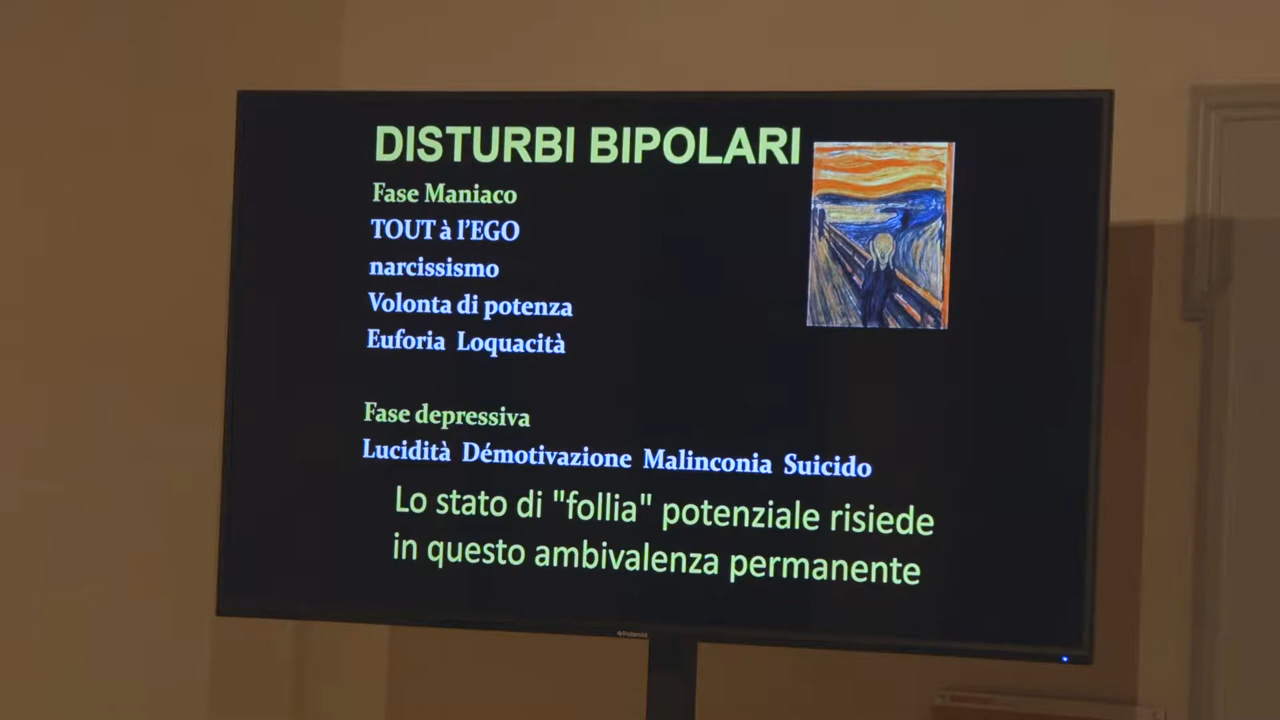 DISTURBI BIPOLARI
Fase Maniaco
TOUT à l'EGO
narcissismo
Volonta di potenza
Euforia Loquacità
Fase depressiva
Lucidità Démotivazione Malinconia Suicido
Lo stato di "follia" potenziale risiede
in questo ambivalenza permanente
Polaroid